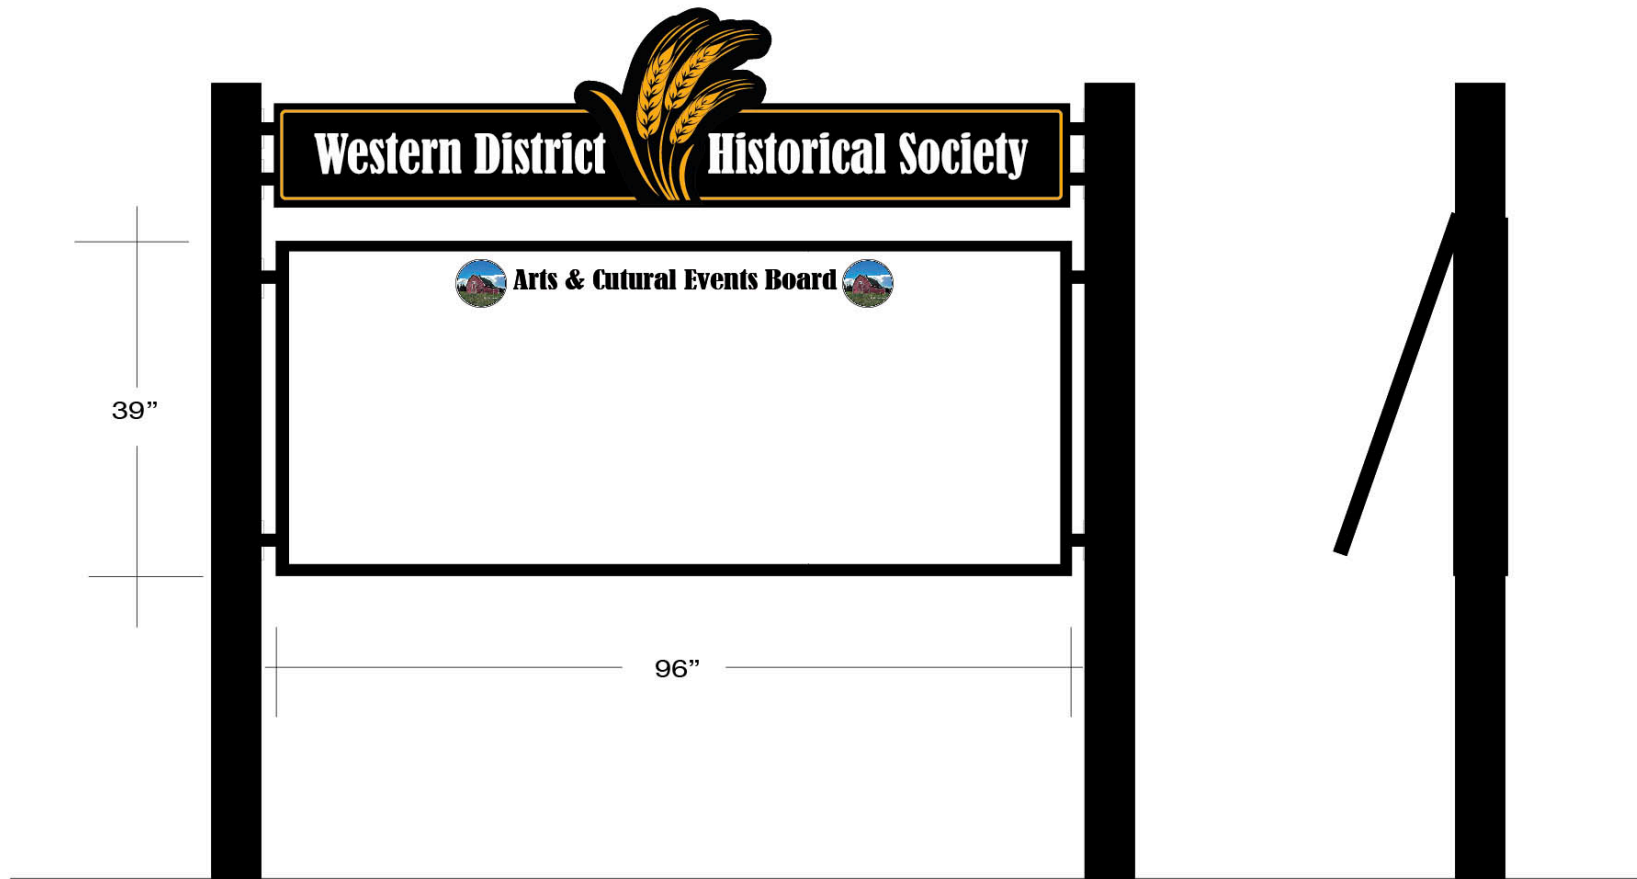 Western District Historical Society
Arts & Cutural Events Board
39”
96”